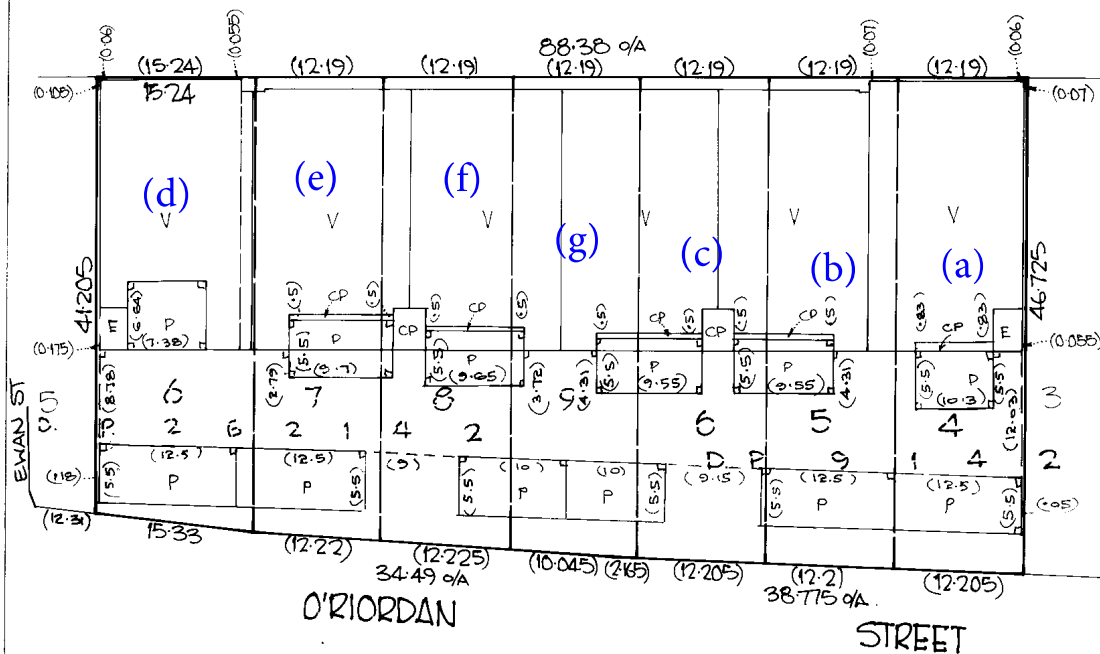 88.38 O/A
(0.06) (0.055) (0.07) (0.06)
(15.24) (12.19) (12.19) (12.19) (12.19) (12.19) (12.19)
15.24
(0.105) (0.07)
(d) (e) (f) (g) (c) (b) (a)
V V V V V V
41.205 46.725
(.5) CP (.5) (.5) CP (.5) (.5) CP (.5) (.5) CP (.5) (.83) CP (.83)
E (6.64) P (7.38) CP CP E
(0.175) (0.055)
(5.5) P (9.7) (5.5) P (9.65) (5.5) P (9.55) (5.5) P (9.55) (5.5) P (10.3) (5.5)
(8.78) (2.79) (3.72) (4.31) (4.31) (12.03)
5 6 7 8 9 6 5 4 3
D. P 2 B 2 1 4 2 D P 9 1 4 2
(12.5) (12.5) (9) (10) (10) (9.15) (12.5) (12.5)
(.18) (5.5) P P (5.5) (5.5) P P (5.5) (5.5) P P (5.5) (.05)
EWAN ST
(12.31) 15.33 (12.22) (12.225) (10.045) (2.165) (12.205) (12.2) (12.205)
34.49 O/A 38.775 O/A.
O'RIORDAN STREET